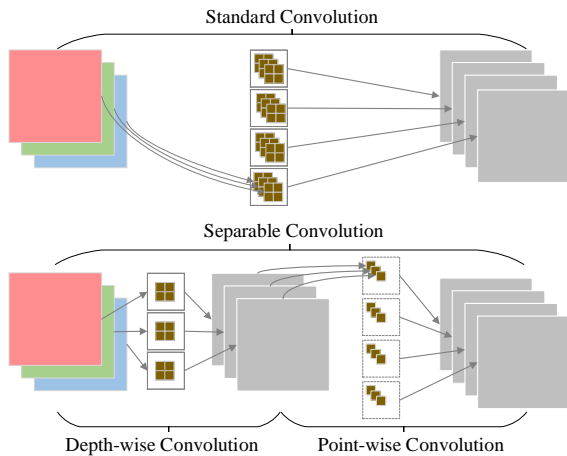 Standard Convolution
Separable Convolution
Depth-wise Convolution
Point-wise Convolution